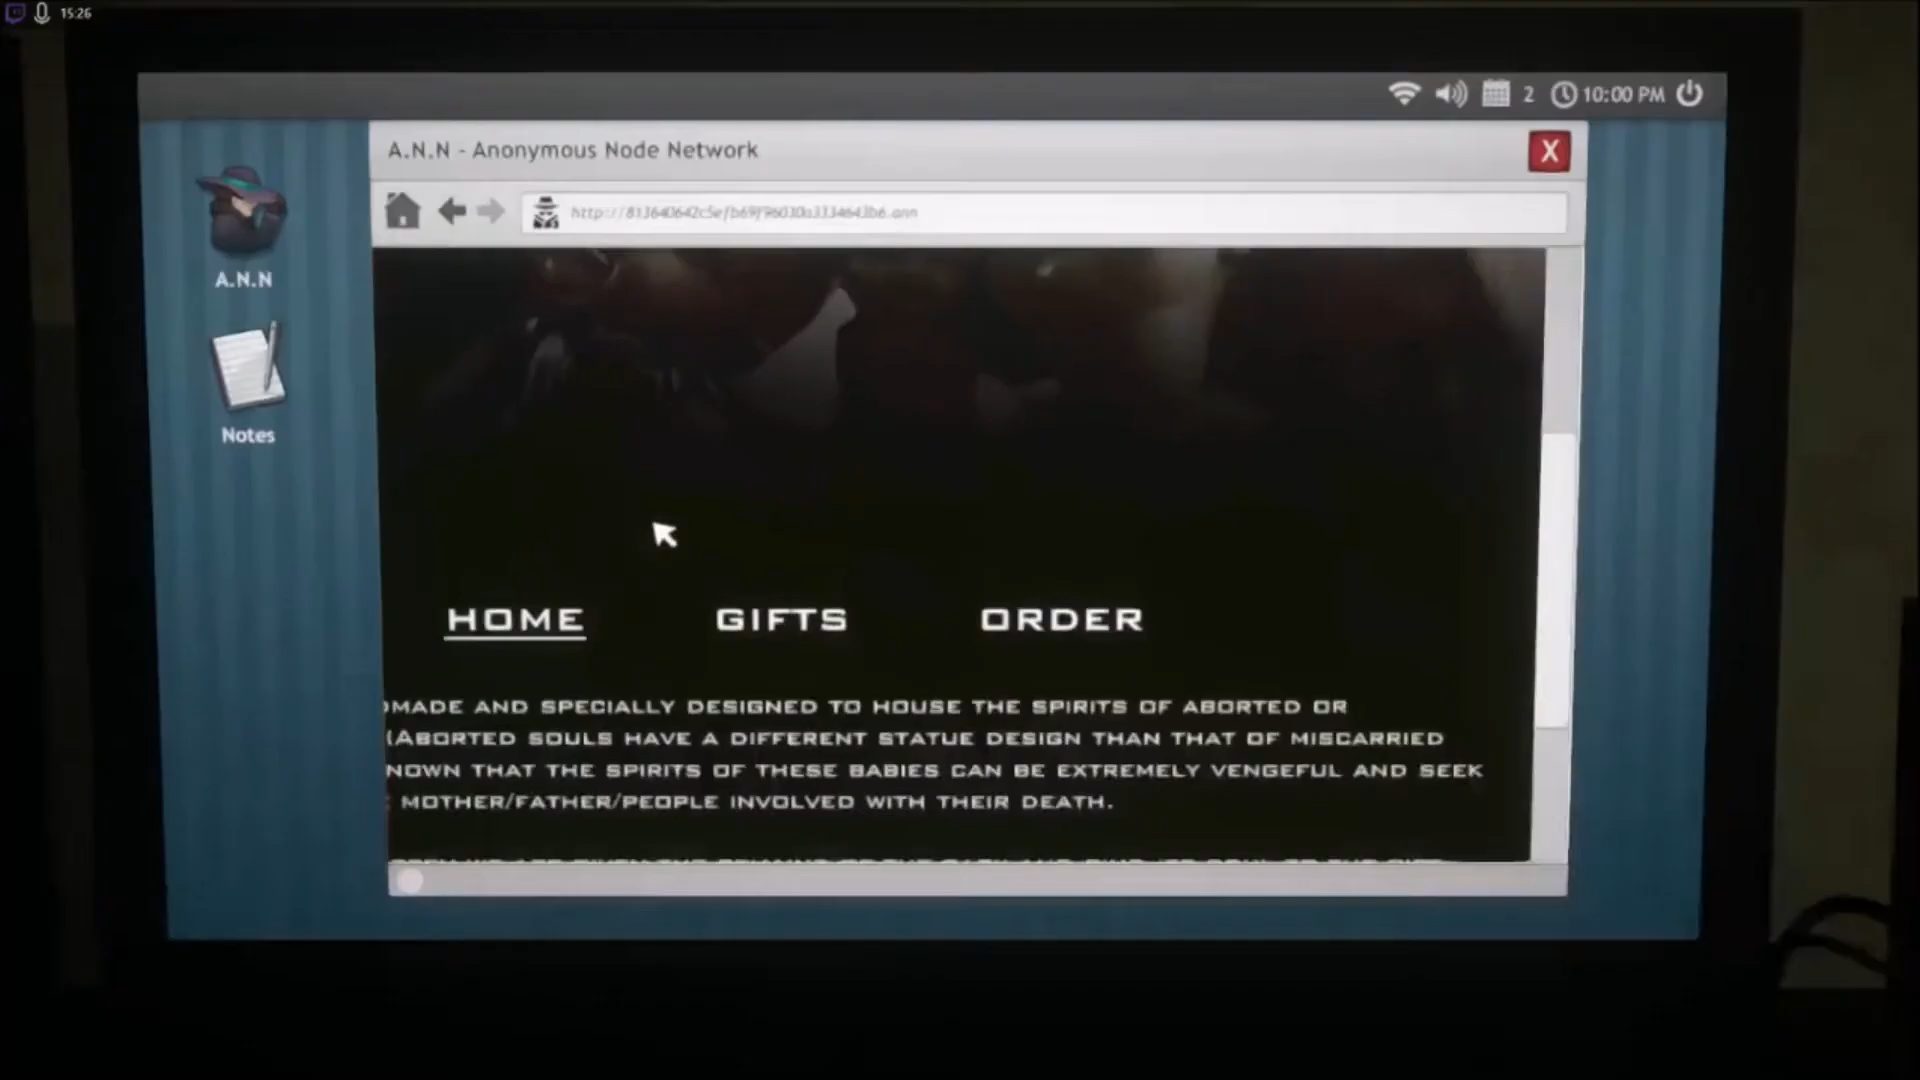 15:26
2 10:00 PM
A.N.N - Anonymous Node Network
X
A.N.N
Notes
HOME GIFTS ORDER
MADE AND SPECIALLY DESIGNED TO HOUSE THE SPIRITS OF ABORTED OR
(ABORTED SOULS HAVE A DIFFERENT STATUE DESIGN THAN THAT OF MISCARRIED
NOWN THAT THE SPIRITS OF THESE BABIES CAN BE EXTREMELY VENGEFUL AND SEEK
MOTHER/FATHER/PEOPLE INVOLVED WITH THEIR DEATH.